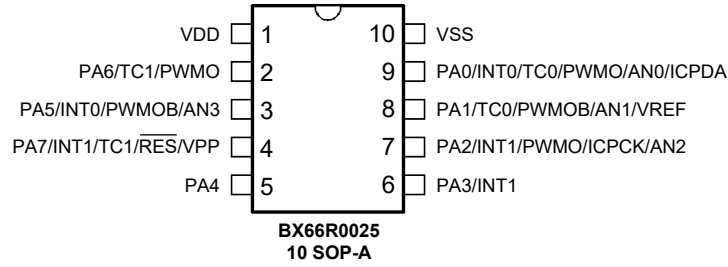 VDD 1 10 VSS
PA6/TC1/PWMO 2 9 PA0/INT0/TC0/PWMO/AN0/ICPDA
PA5/INT0/PWMOB/AN3 3 8 PA1/TC0/PWMOB/AN1/VREF
PA7/INT1/TC1/RES/VPP 4 7 PA2/INT1/PWMO/ICPCK/AN2
PA4 5 6 PA3/INT1
BX66R0025
10 SOP-A